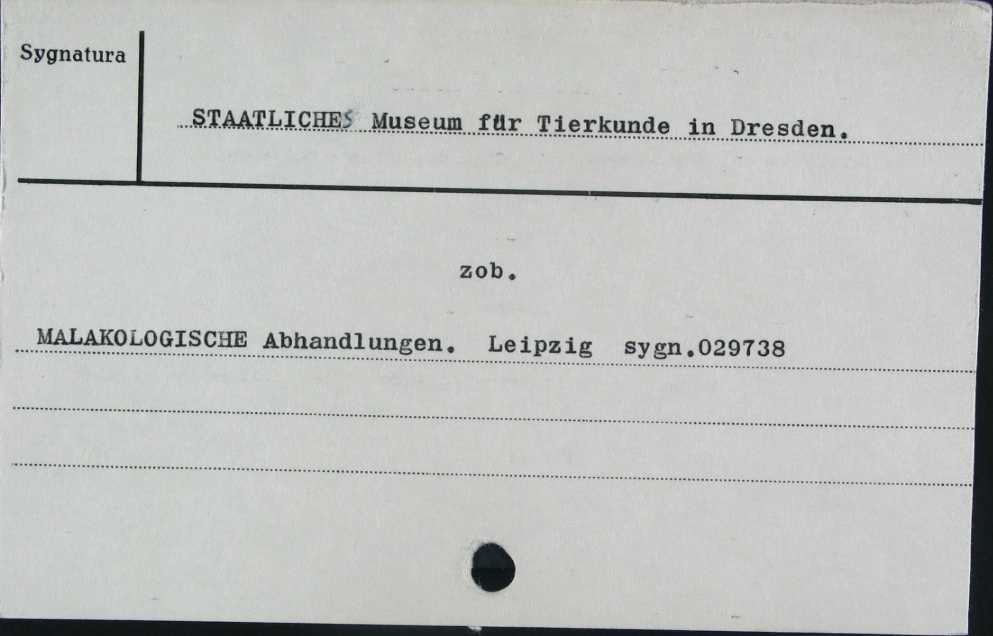 Sygnatura
STAATLICHES Museum für Tierkunde in Dresden.
zob.
MALAKOLOGISCHE Abhandlungen. Leipzig sygn.029738